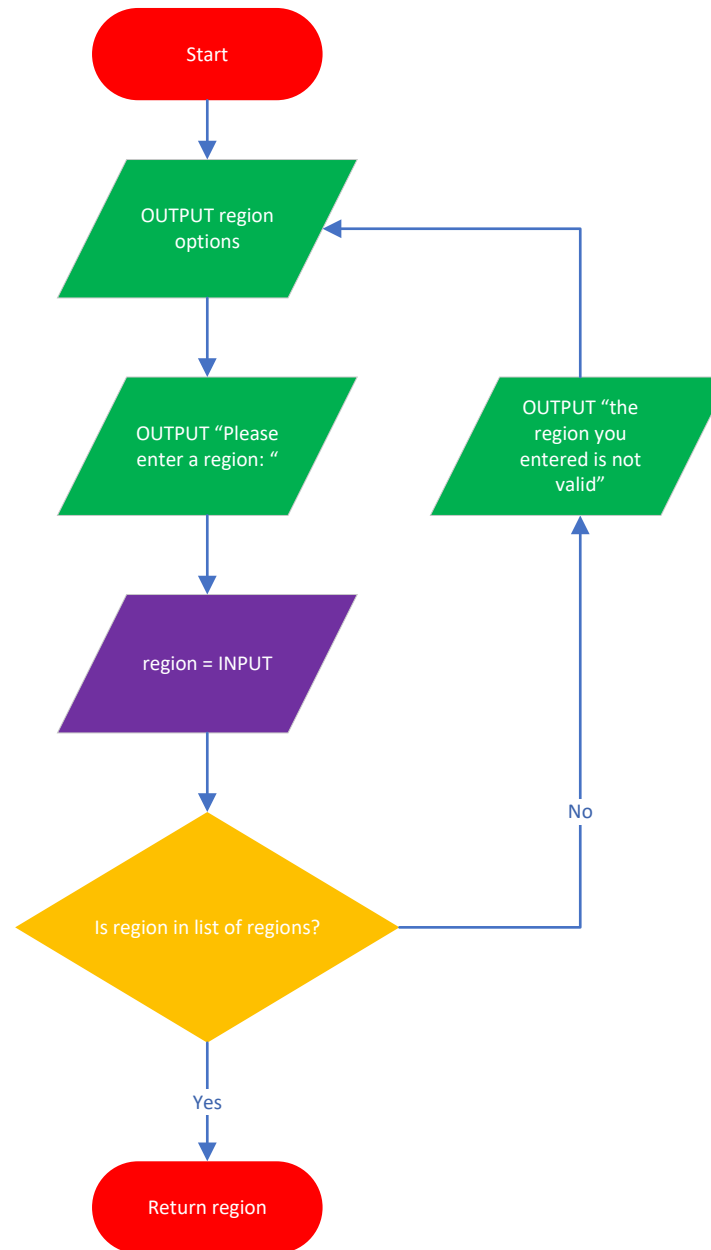 Start
OUTPUT region
options
OUTPUT “Please
enter a region: “
OUTPUT “the
region you
entered is not
valid”
region = INPUT
No
Is region in list of regions?
Yes
Return region